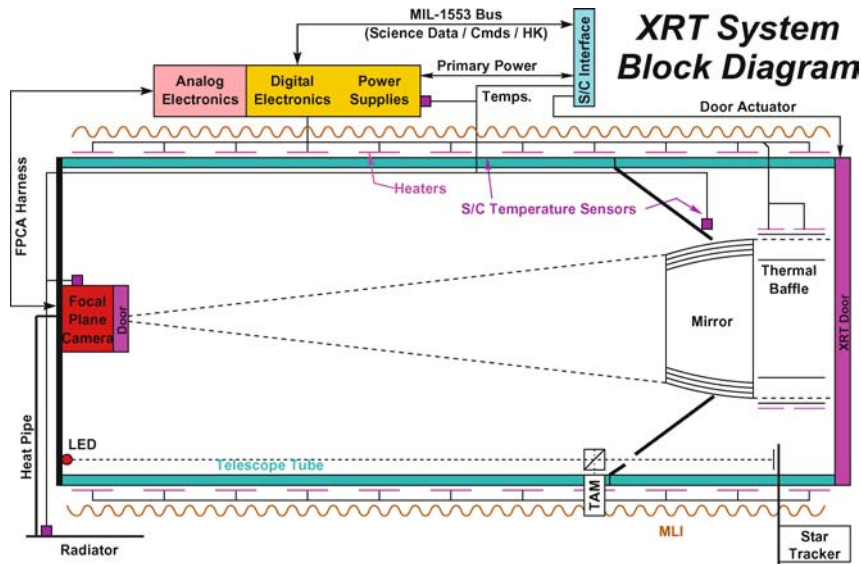 XRT System
Block Diagram
MIL-1553 Bus
(Science Data / Cmds / HK)
S/C Interface
Primary Power
Analog
Electronics
Digital
Electronics
Power
Supplies
Temps.
Door Actuator
Heaters
S/C Temperature Sensors
FPCA Harness
Focal
Plane
Camera
Door
Mirror
Thermal
Baffle
XRT Door
Heat Pipe
LED
Telescope Tube
TAM
Radiator
MLI
Star
Tracker